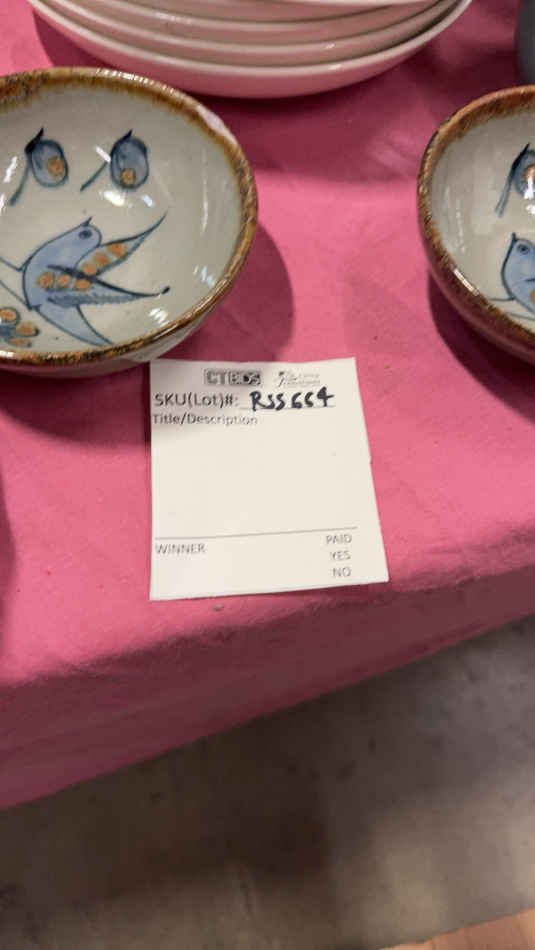 CTBIDS
SKU(Lot)#: RSS664
Title/Description
WINNER
PAID
YES
NO